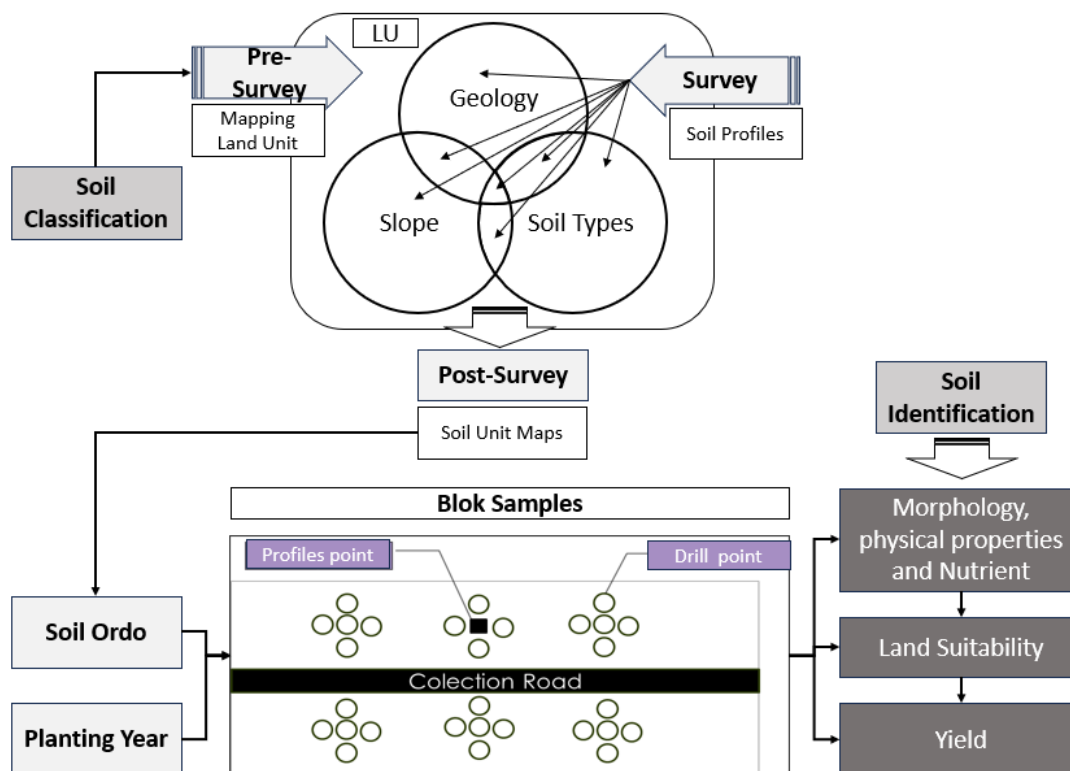 LU
Pre-
Survey
Mapping
Land Unit
Geology
Survey
Soil Profiles
Soil
Classification
Slope
Soil Types
Post-Survey
Soil Unit Maps
Soil
Identification
Blok Samples
Profiles point
Drill point
Morphology,
physical properties
and Nutrient
Soil Ordo
Land Suitability
Colection Road
Planting Year
Yield